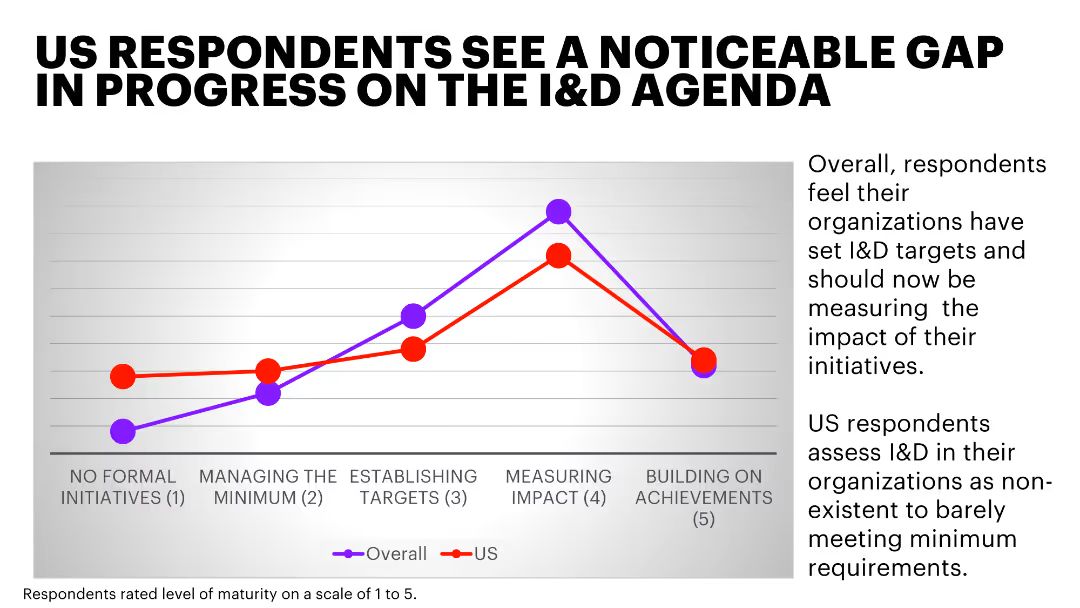 US RESPONDENTS SEE A NOTICEABLE GAP
IN PROGRESS ON THE I&D AGENDA
Overall, respondents
feel their
organizations have
set I&D targets and
should now be
measuring  the
impact of their
initiatives.
US respondents
assess I&D in their
organizations as non-
existent to barely
meeting minimum
requirements.
NO FORMAL
INITIATIVES (1)
MANAGING THE
MINIMUM (2)
ESTABLISHING
TARGETS (3)
MEASURING
IMPACT (4)
BUILDING ON
ACHIEVEMENTS
(5)
Overall
US
Respondents rated level of maturity on a scale of 1 to 5.